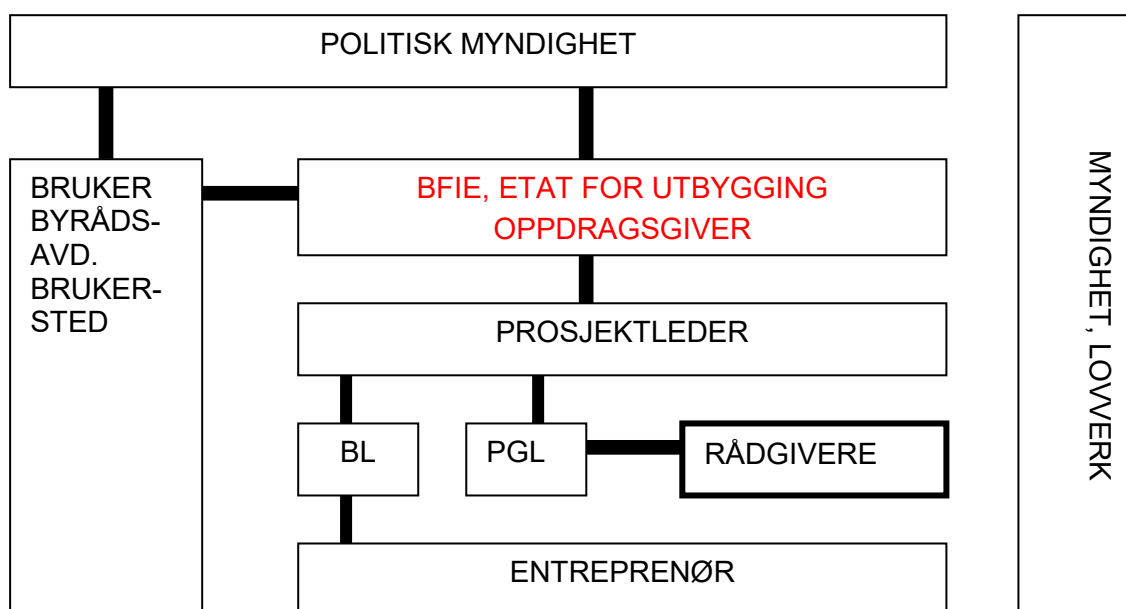 POLITISK MYNDIGHET
BRUKER
BYRÅDS-
AVD.
BRUKER-
STED
BFIE, ETAT FOR UTBYGGING
OPPDRAGSGIVER
PROSJEKTLEDER
BL
PGL
RÅDGIVERE
ENTREPRENØR
MYNDIGHET, LOVVERK